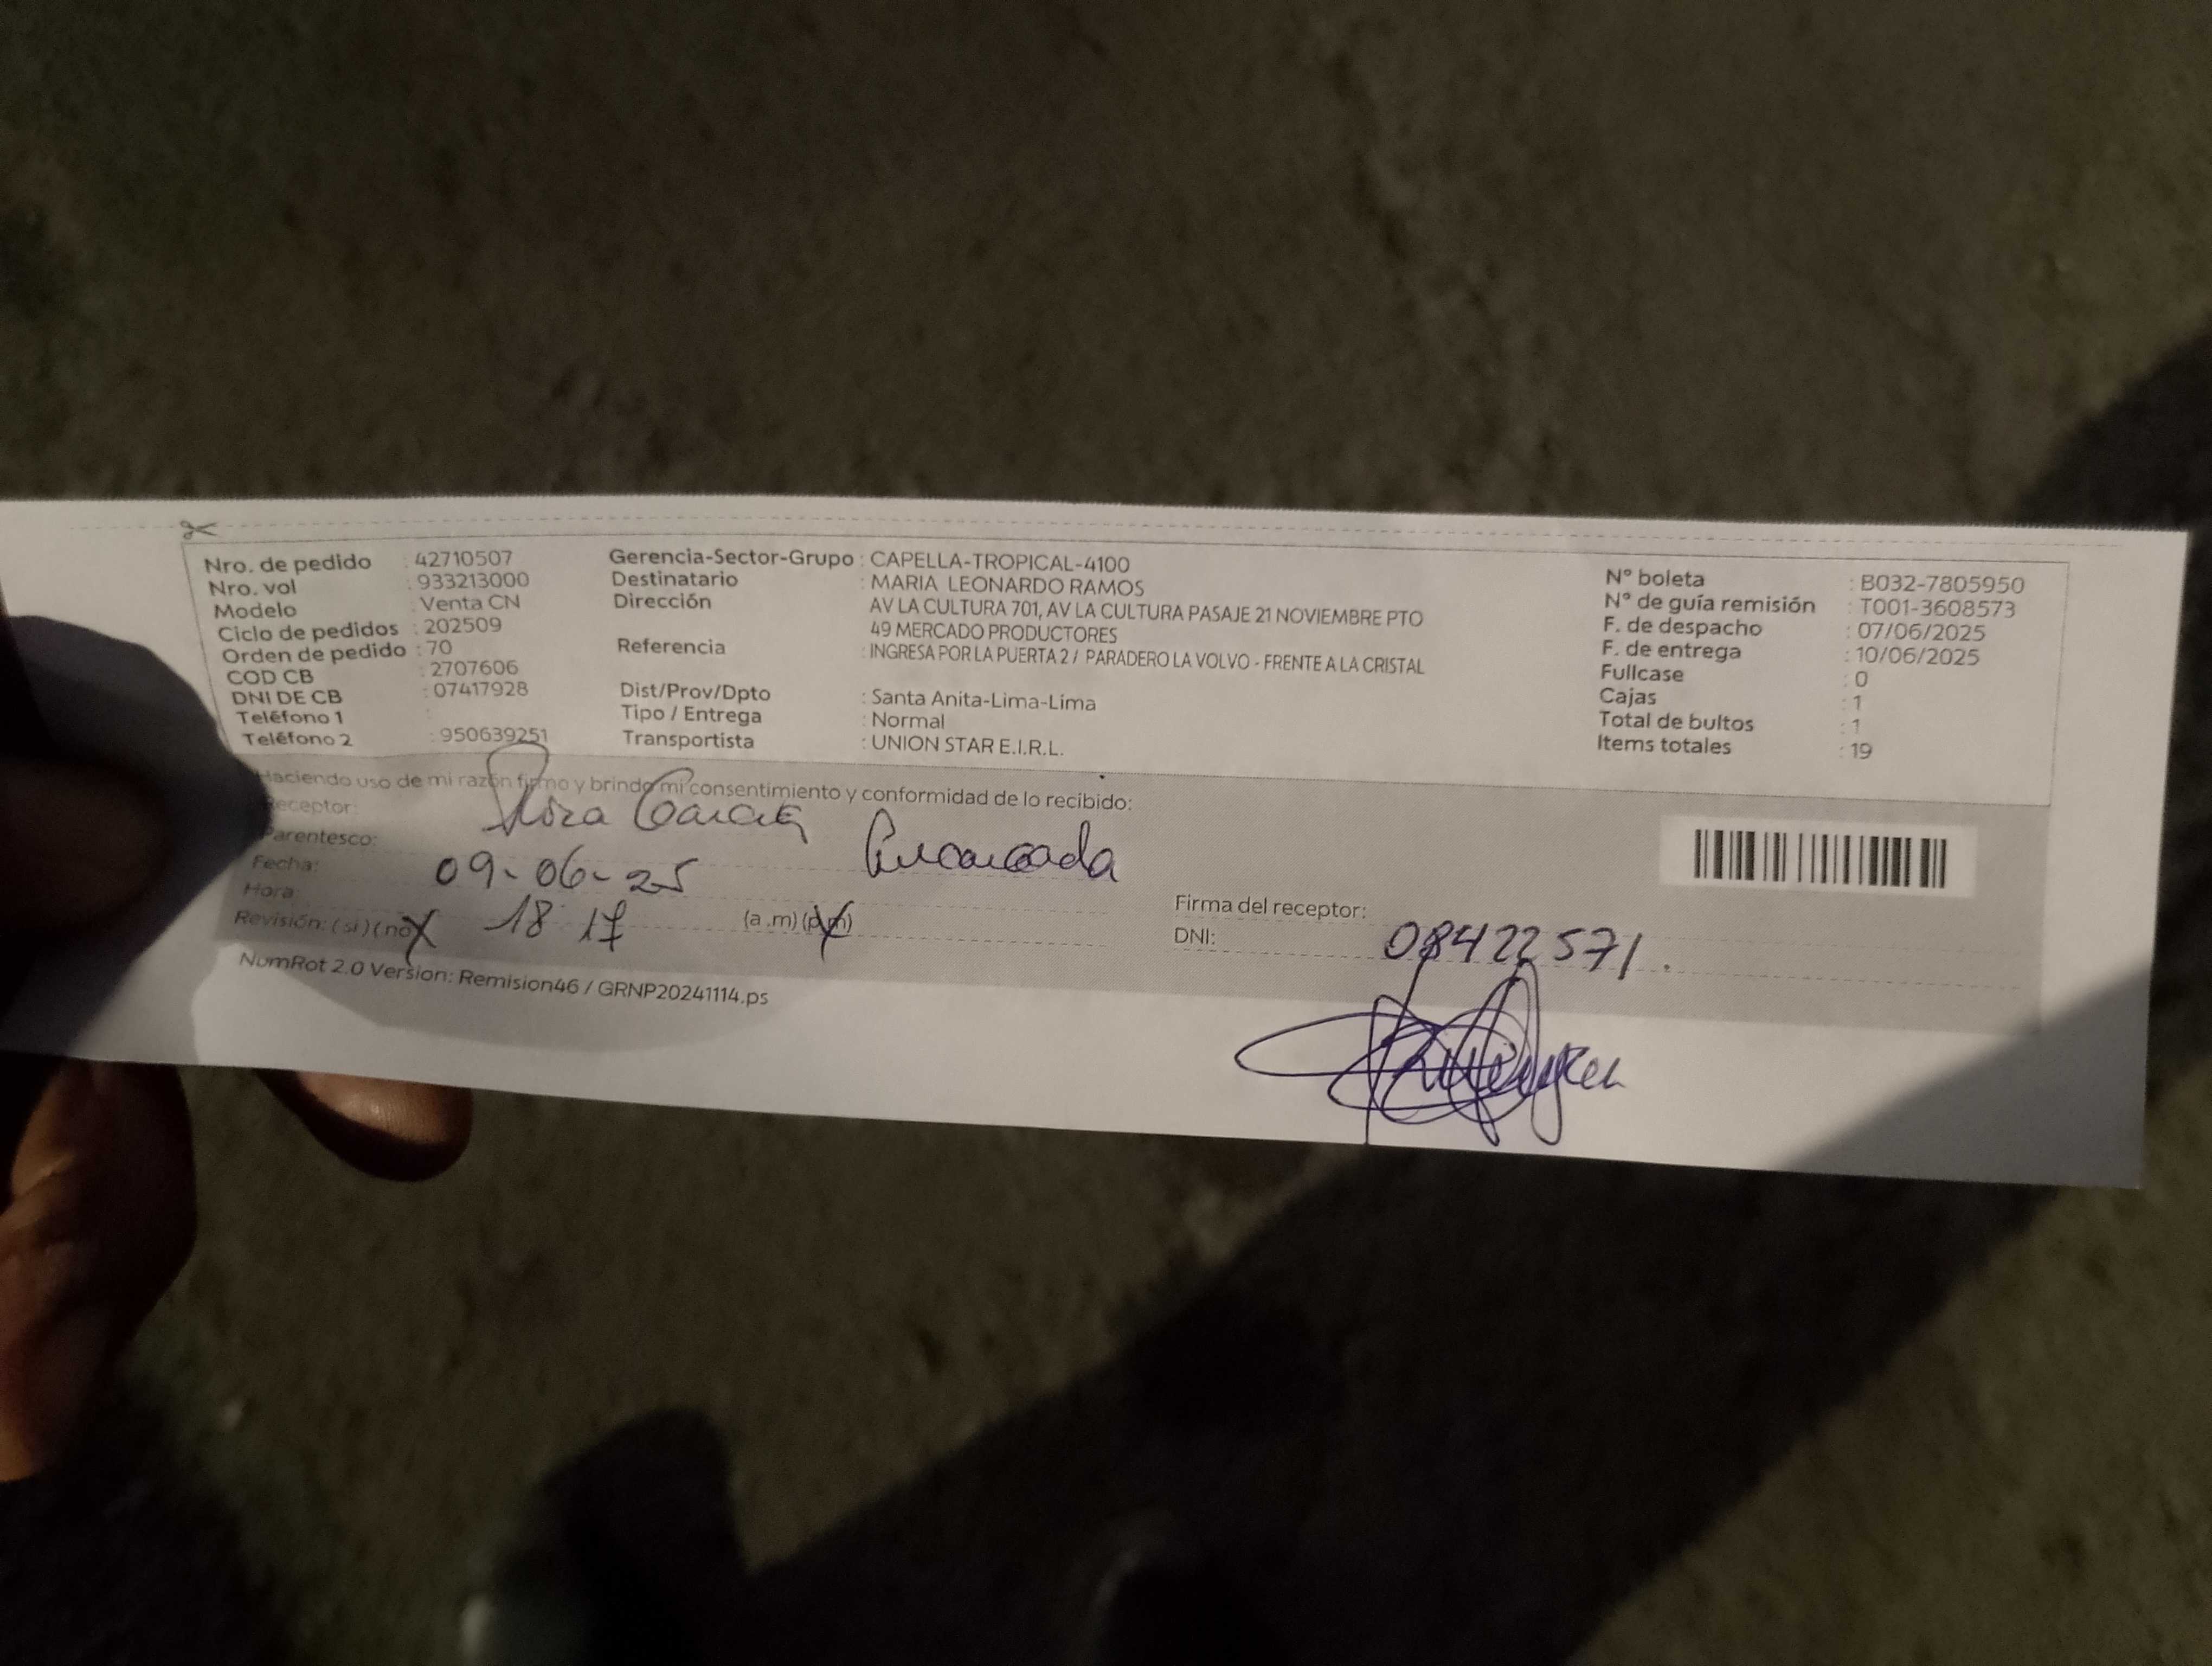 Nro. de pedido : 42710507
Nro. vol : 933213000
Modelo : Venta CN
Ciclo de pedidos : 202509
Orden de pedido : 70
COD CB : 2707606
DNI DE CB : 07417928
Teléfono 1 :
Teléfono 2 : 950639251
Gerencia-Sector-Grupo : CAPELLA-TROPICAL-4100
Destinatario : MARIA LEONARDO RAMOS
Dirección AV LA CULTURA 701, AV LA CULTURA PASAJE 21 NOVIEMBRE PTO
49 MERCADO PRODUCTORES
Referencia : INGRESA POR LA PUERTA 2 / PARADERO LA VOLVO - FRENTE A LA CRISTAL
Dist/Prov/Dpto : Santa Anita-Lima-Lima
Tipo / Entrega : Normal
Transportista : UNION STAR E.I.R.L.
N° boleta : B032-7805950
N° de guía remisión : T001-3608573
F. de despacho : 07/06/2025
F. de entrega : 10/06/2025
Fullcase : 0
Cajas : 1
Total de bultos : 1
Items totales : 19
Haciendo uso de mi razón firmo y brindo mi consentimiento y conformidad de lo recibido:
Receptor: Garcia
Parentesco: Encargada
Fecha: 09-06-25
Hora: 18 17 (a.m) (p.m)
Revisión: (si) (no)
Firma del receptor:
DNI: 08422571.
NumRot 2.0 Version: Remision46 / GRNP20241114.ps